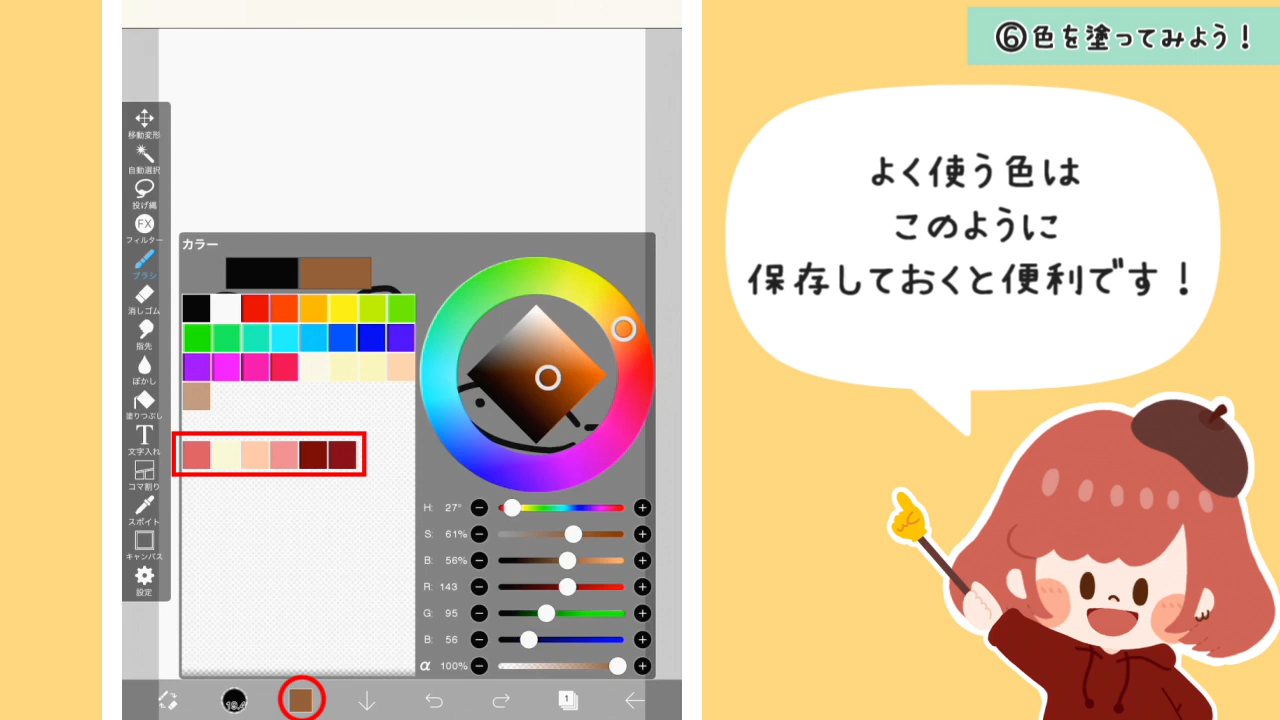 ⑥色を塗ってみよう！
よく使う色は
このように
保存しておくと便利です！
移動変形
自動選択
投げ縄
FX
フィルター
ブラシ
消しゴム
指先
ぼかし
塗りつぶし
T
文字入れ
コマ割り
スポイト
キャンバス
設定
カラー
H: 27° − +
S: 61% − +
B: 56% − +
R: 143 − +
G: 95 − +
B: 56 − +
α 100% − +
1